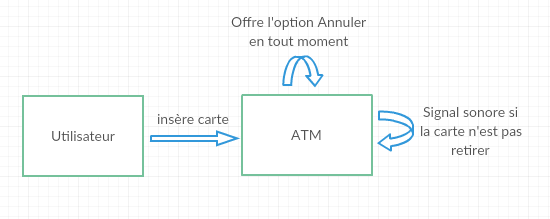 Offre l'option Annuler
en tout moment
Utilisateur
insère carte
ATM
Signal sonore si
la carte n'est pas
retirer